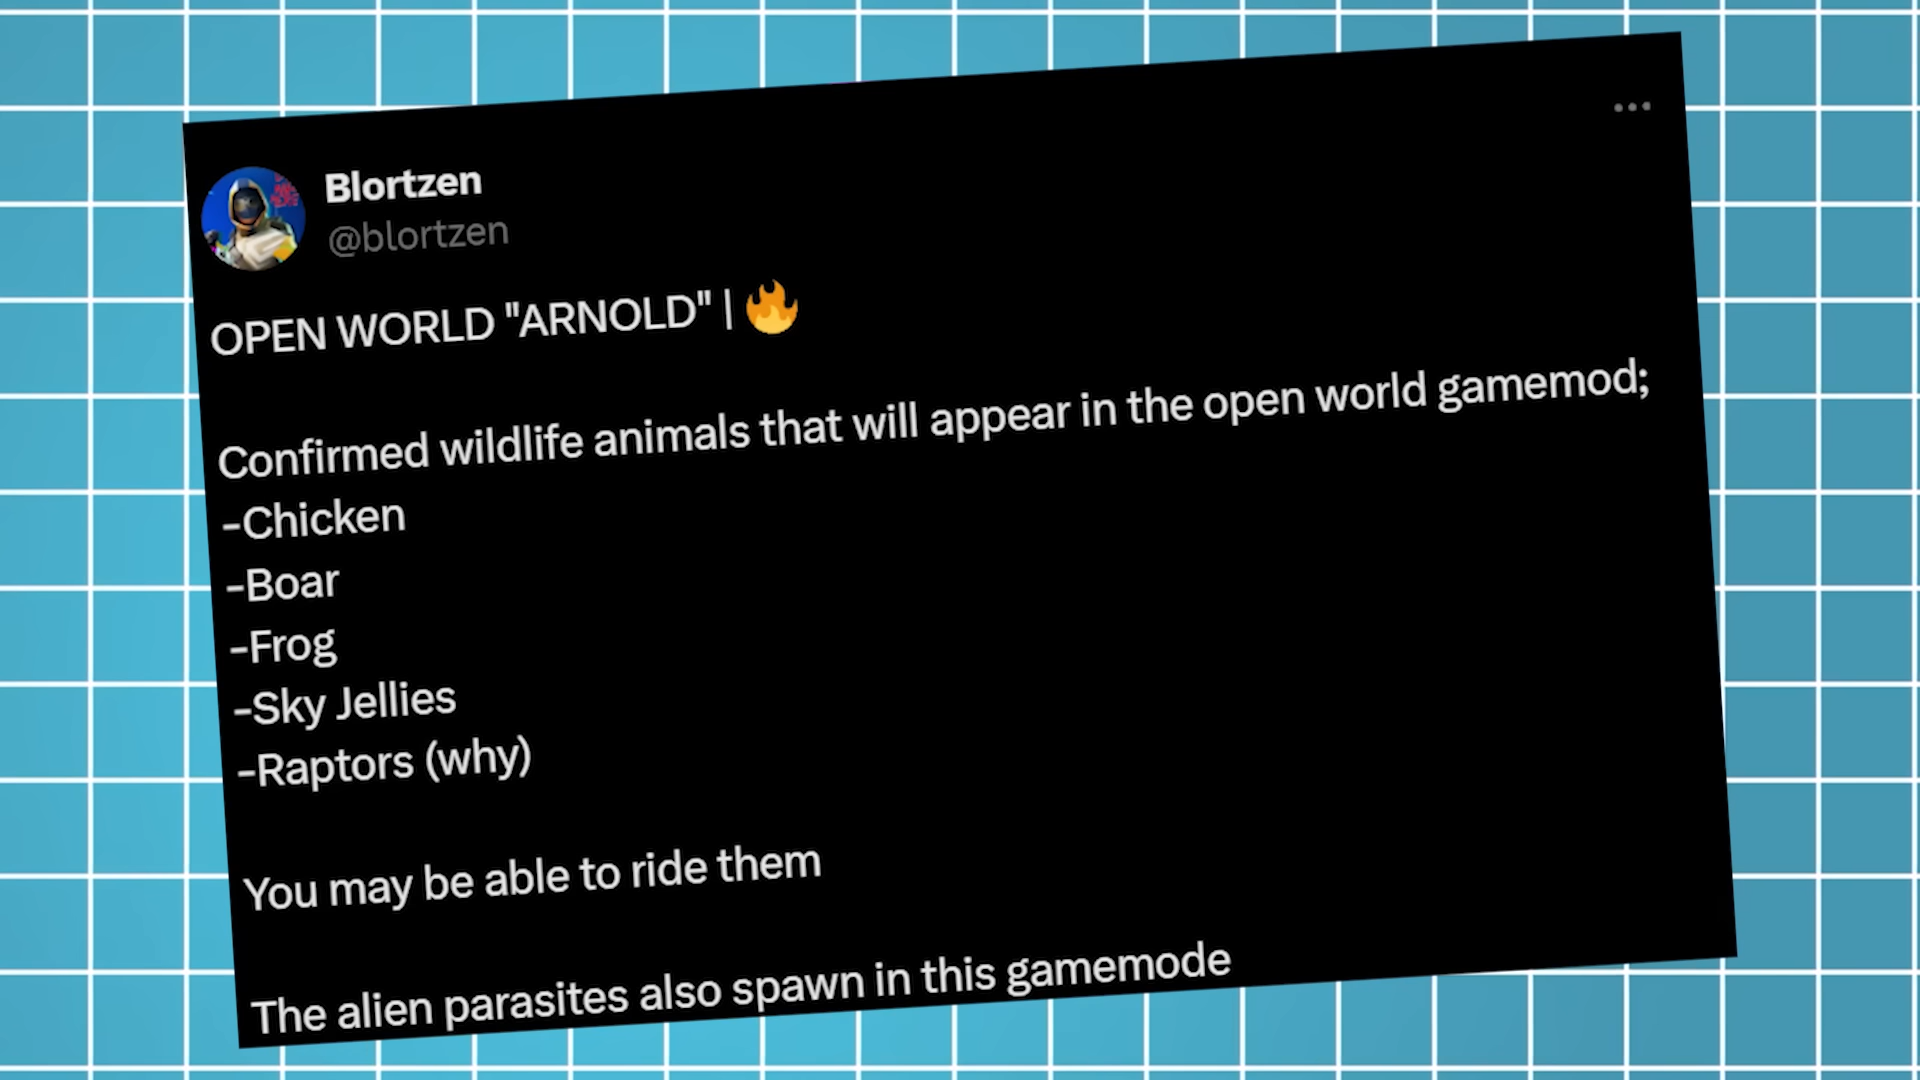 Blortzen
@blortzen
OPEN WORLD "ARNOLD" | 🔥
Confirmed wildlife animals that will appear in the open world gamemod;
-Chicken
-Boar
-Frog
-Sky Jellies
-Raptors (why)
You may be able to ride them
The alien parasites also spawn in this gamemode